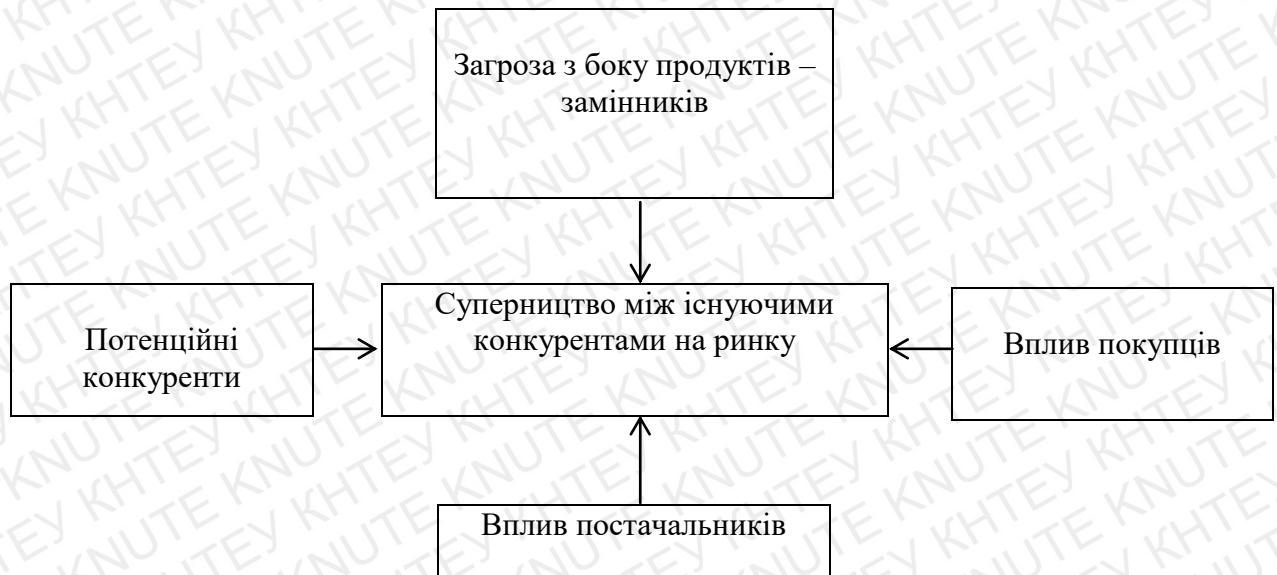 Загроза з боку продуктів –
замінників
Потенційні
конкуренти
Суперництво між існуючими
конкурентами на ринку
Вплив покупців
Вплив постачальників